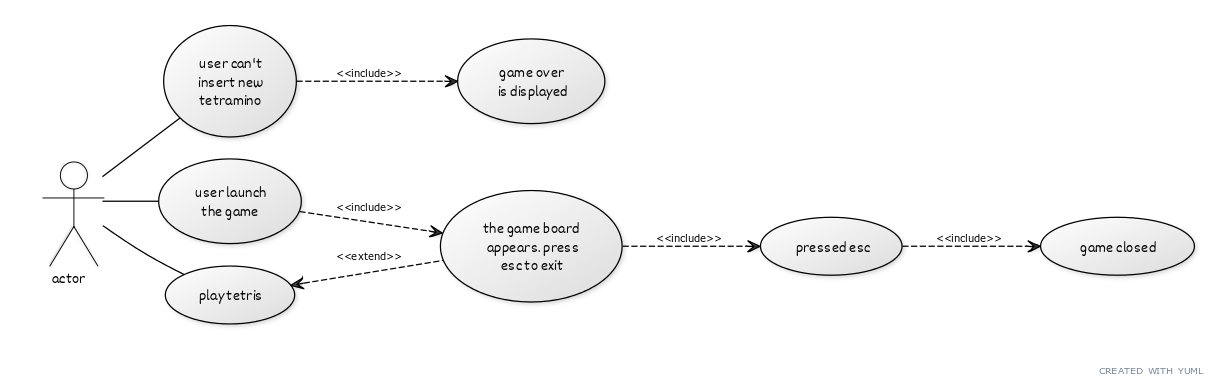 user can't
insert new
tetramino
<<include>>
game over
is displayed
user launch
the game
<<include>>
the game board
appears. press
esc to exit
<<include>>
pressed esc
<<include>>
game closed
<<extend>>
play tetris
actor
CREATED WITH YUML